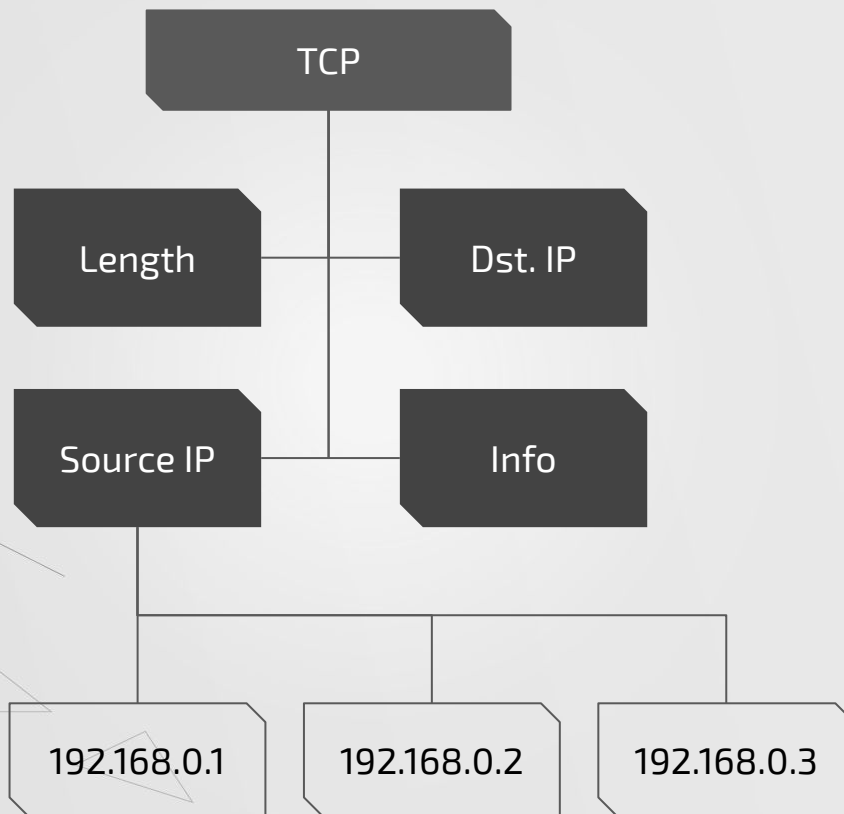 TCP
Length
Dst. IP
Source IP
Info
192.168.0.1
192.168.0.2
192.168.0.3